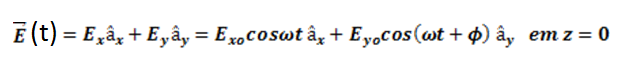 E⃗ (t) = Eₓâₓ + E_yâ_y = Eₓₒcosωt âₓ + E_yₒcos(ωt + ϕ) â_y em z = 0